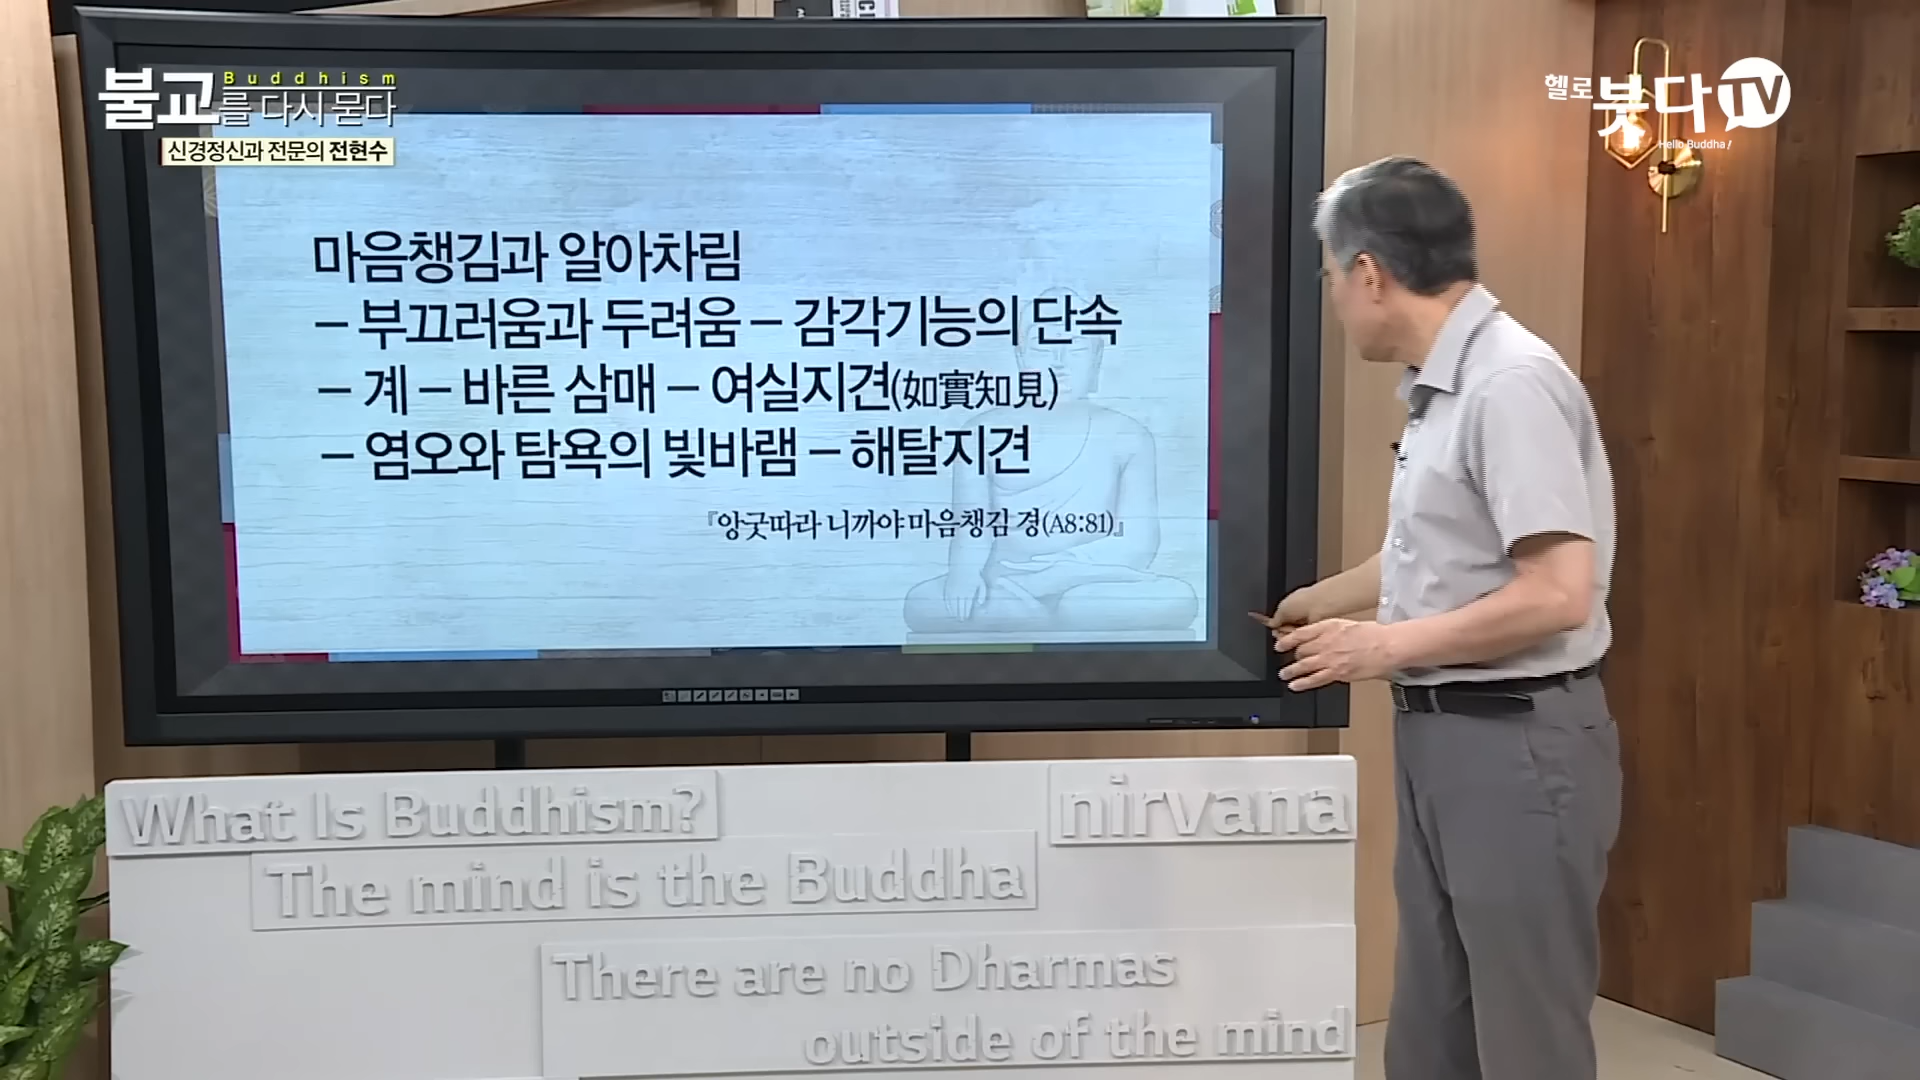 Buddhism
불교를 다시 묻다
신경정신과 전문의 전현수
헬로 붓다 TV
Hello Buddha!
마음챙김과 알아차림
– 부끄러움과 두려움 – 감각기능의 단속
– 계 – 바른 삼매 – 여실지견(如實知見)
– 염오와 탐욕의 빛바램 – 해탈지견
『앙굿따라 니까야 마음챙김 경(A8:81)』
What Is Buddhism?
nirvana
The mind is the Buddha
There are no Dharmas
outside of the mind